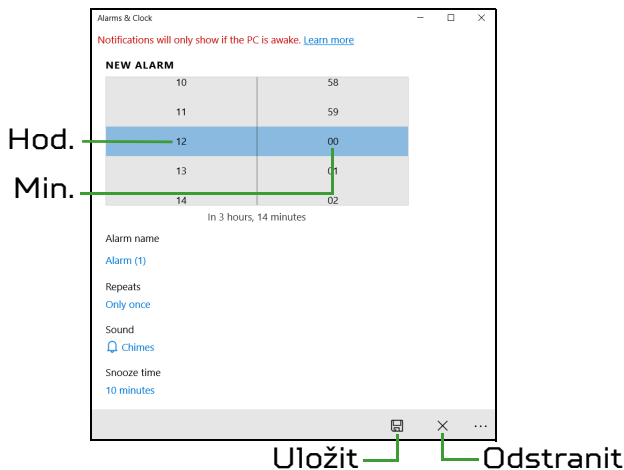 Alarms & Clock
Notifications will only show if the PC is awake. Learn more
NEW ALARM
10 58
11 59
Hod. 12 00
13 01
Min. 14 02
In 3 hours, 14 minutes
Alarm name
Alarm (1)
Repeats
Only once
Sound
Chimes
Snooze time
10 minutes
Uložit Odstranit